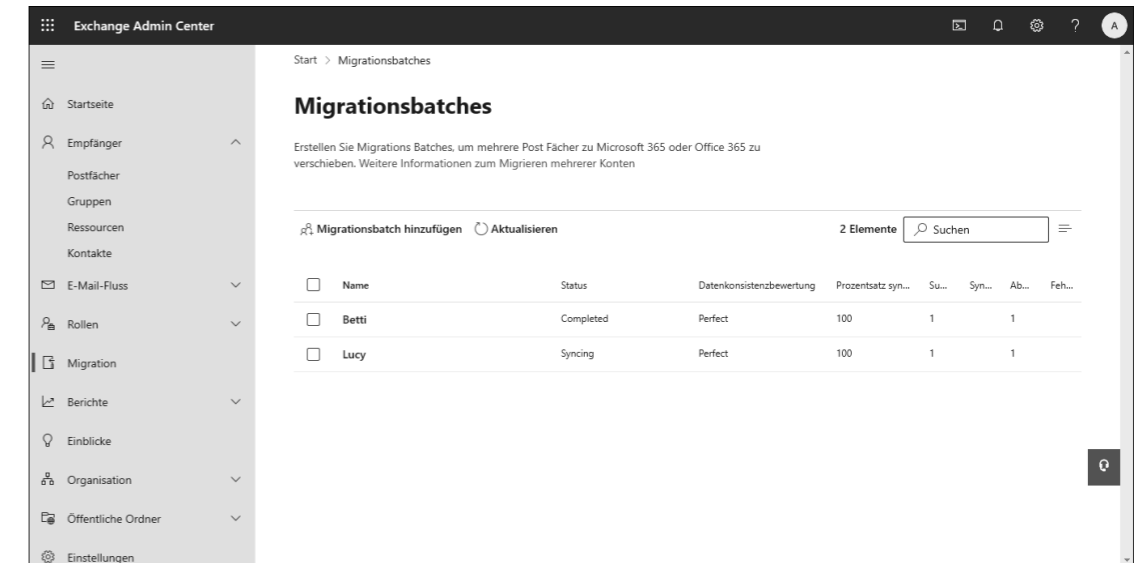 Exchange Admin Center
?
A
Start > Migrationsbatches
Startseite
Migrationsbatches
Empfänger
Erstellen Sie Migrations Batches, um mehrere Post Fächer zu Microsoft 365 oder Office 365 zu
verschieben. Weitere Informationen zum Migrieren mehrerer Konten
Postfächer
Gruppen
Ressourcen
Kontakte
Migrationsbatch hinzufügen Aktualisieren 2 Elemente Suchen
E-Mail-Fluss
Name Status Datenkonsistenzbewertung Prozentsatz syn... Su... Syn... Ab... Feh...
Rollen
Betti Completed Perfect 100 1 1
Lucy Syncing Perfect 100 1 1
Migration
Berichte
Einblicke
Organisation
Öffentliche Ordner
Einstellungen